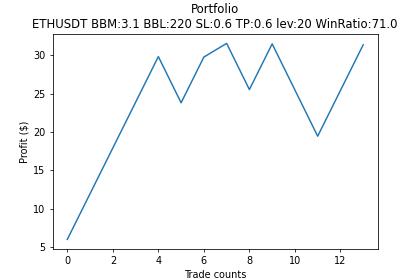 Portfolio
ETHUSDT BBM:3.1 BBL:220 SL:0.6 TP:0.6 lev:20 WinRatio:71.0
30
25
20
15
10
5
Profit ($)
0 2 4 6 8 10 12
Trade counts